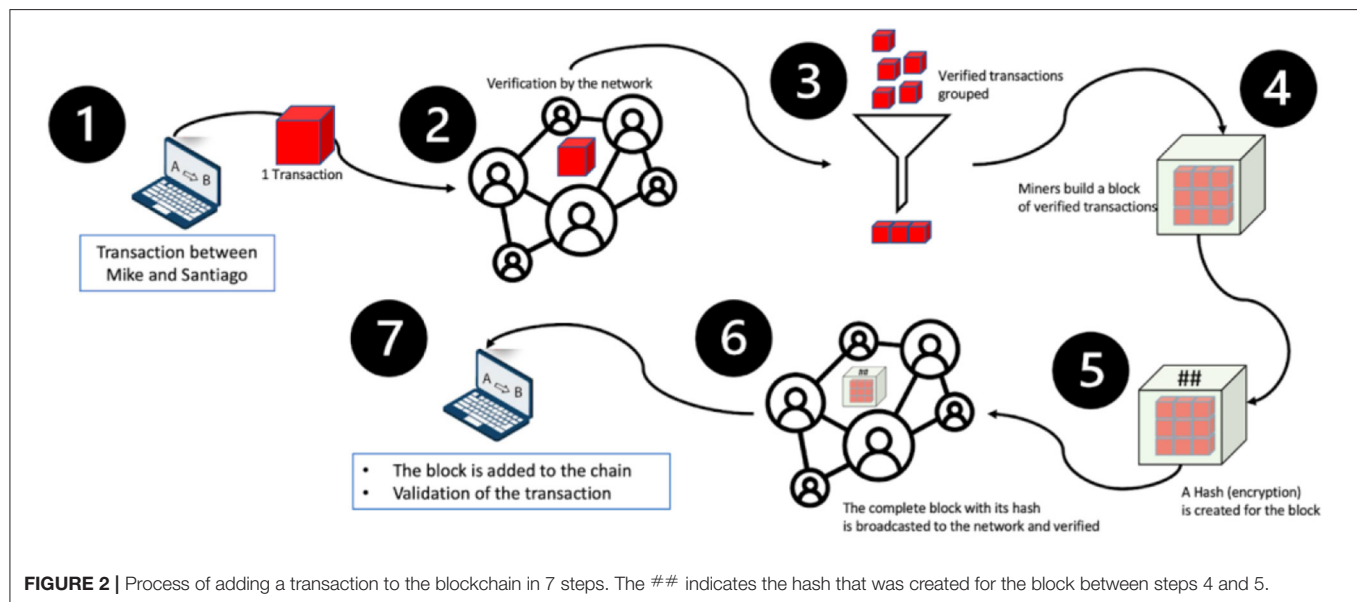 1
A ⇨ B
1 Transaction
Transaction between
Mike and Santiago
2
Verification by the network
3
Verified transactions
grouped
4
Miners build a block
of verified transactions
5
##
A Hash (encryption)
is created for the block
6
##
The complete block with its hash
is broadcasted to the network and verified
7
A ⇨ B
• The block is added to the chain
• Validation of the transaction
FIGURE 2 | Process of adding a transaction to the blockchain in 7 steps. The ## indicates the hash that was created for the block between steps 4 and 5.